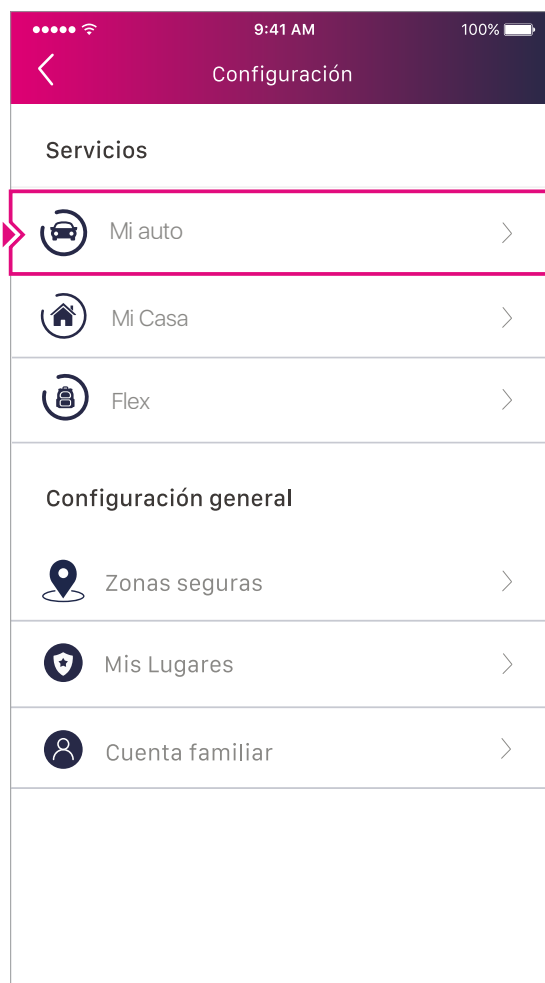 9:41 AM
100%
Configuración
Servicios
Mi auto
Mi Casa
Flex
Configuración general
Zonas seguras
Mis Lugares
Cuenta familiar